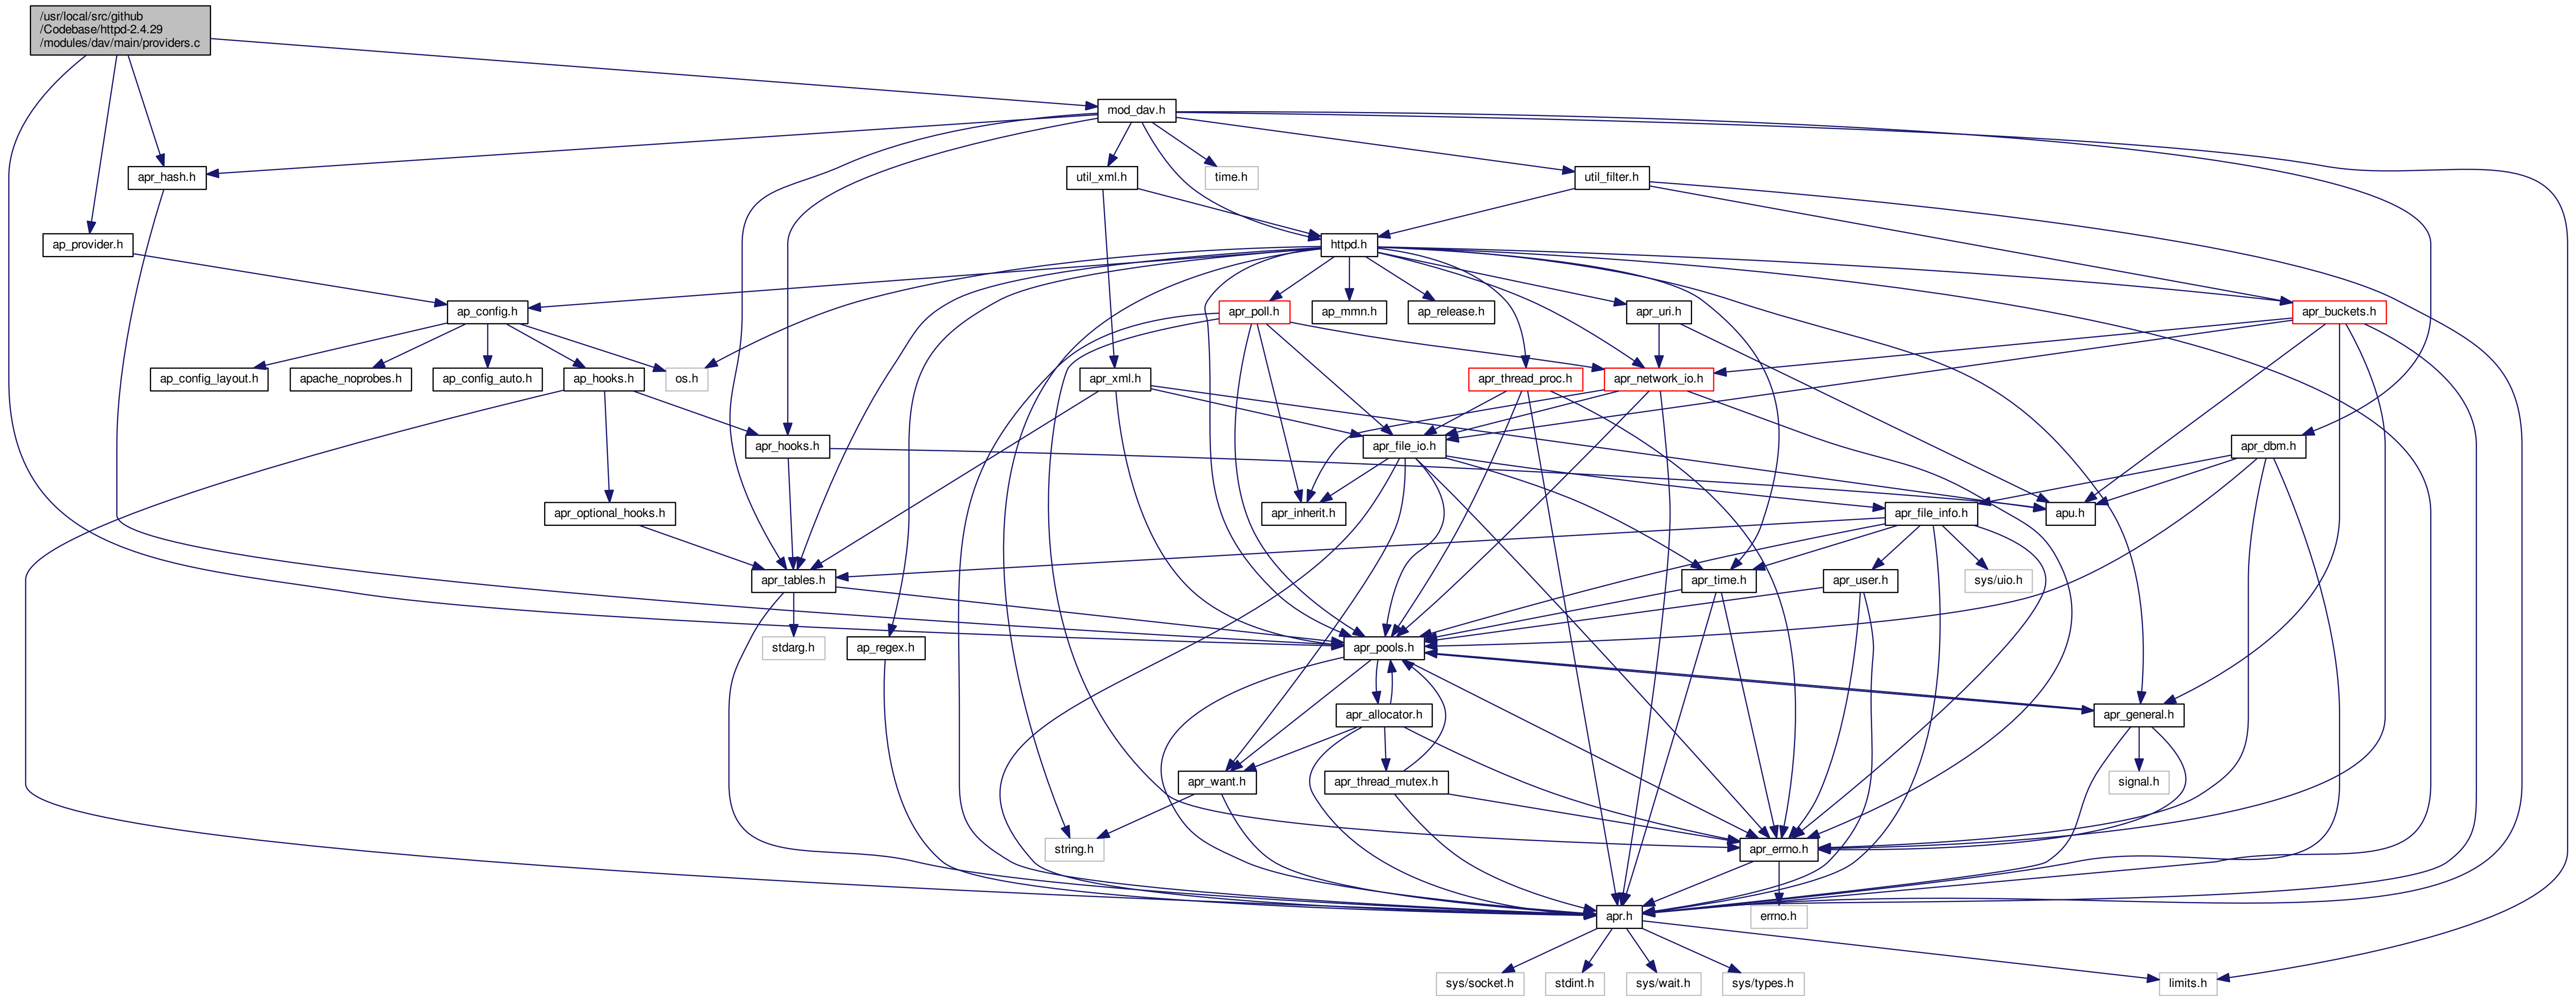 /usr/local/src/github
/Codebase/httpd-2.4.29
/modules/dav/main/providers.c
mod_dav.h
apr_hash.h
util_xml.h
time.h
util_filter.h
ap_provider.h
httpd.h
ap_config.h
apr_poll.h
ap_mmn.h
ap_release.h
apr_uri.h
apr_buckets.h
ap_config_layout.h
apache_noprobes.h
ap_config_auto.h
ap_hooks.h
os.h
apr_xml.h
apr_thread_proc.h
apr_network_io.h
apr_hooks.h
apr_file_io.h
apr_dbm.h
apr_optional_hooks.h
apr_inherit.h
apr_file_info.h
apu.h
apr_tables.h
apr_time.h
apr_user.h
sys/uio.h
stdarg.h
ap_regex.h
apr_pools.h
apr_allocator.h
apr_general.h
apr_want.h
apr_thread_mutex.h
signal.h
string.h
apr_errno.h
apr.h
errno.h
sys/socket.h
stdint.h
sys/wait.h
sys/types.h
limits.h